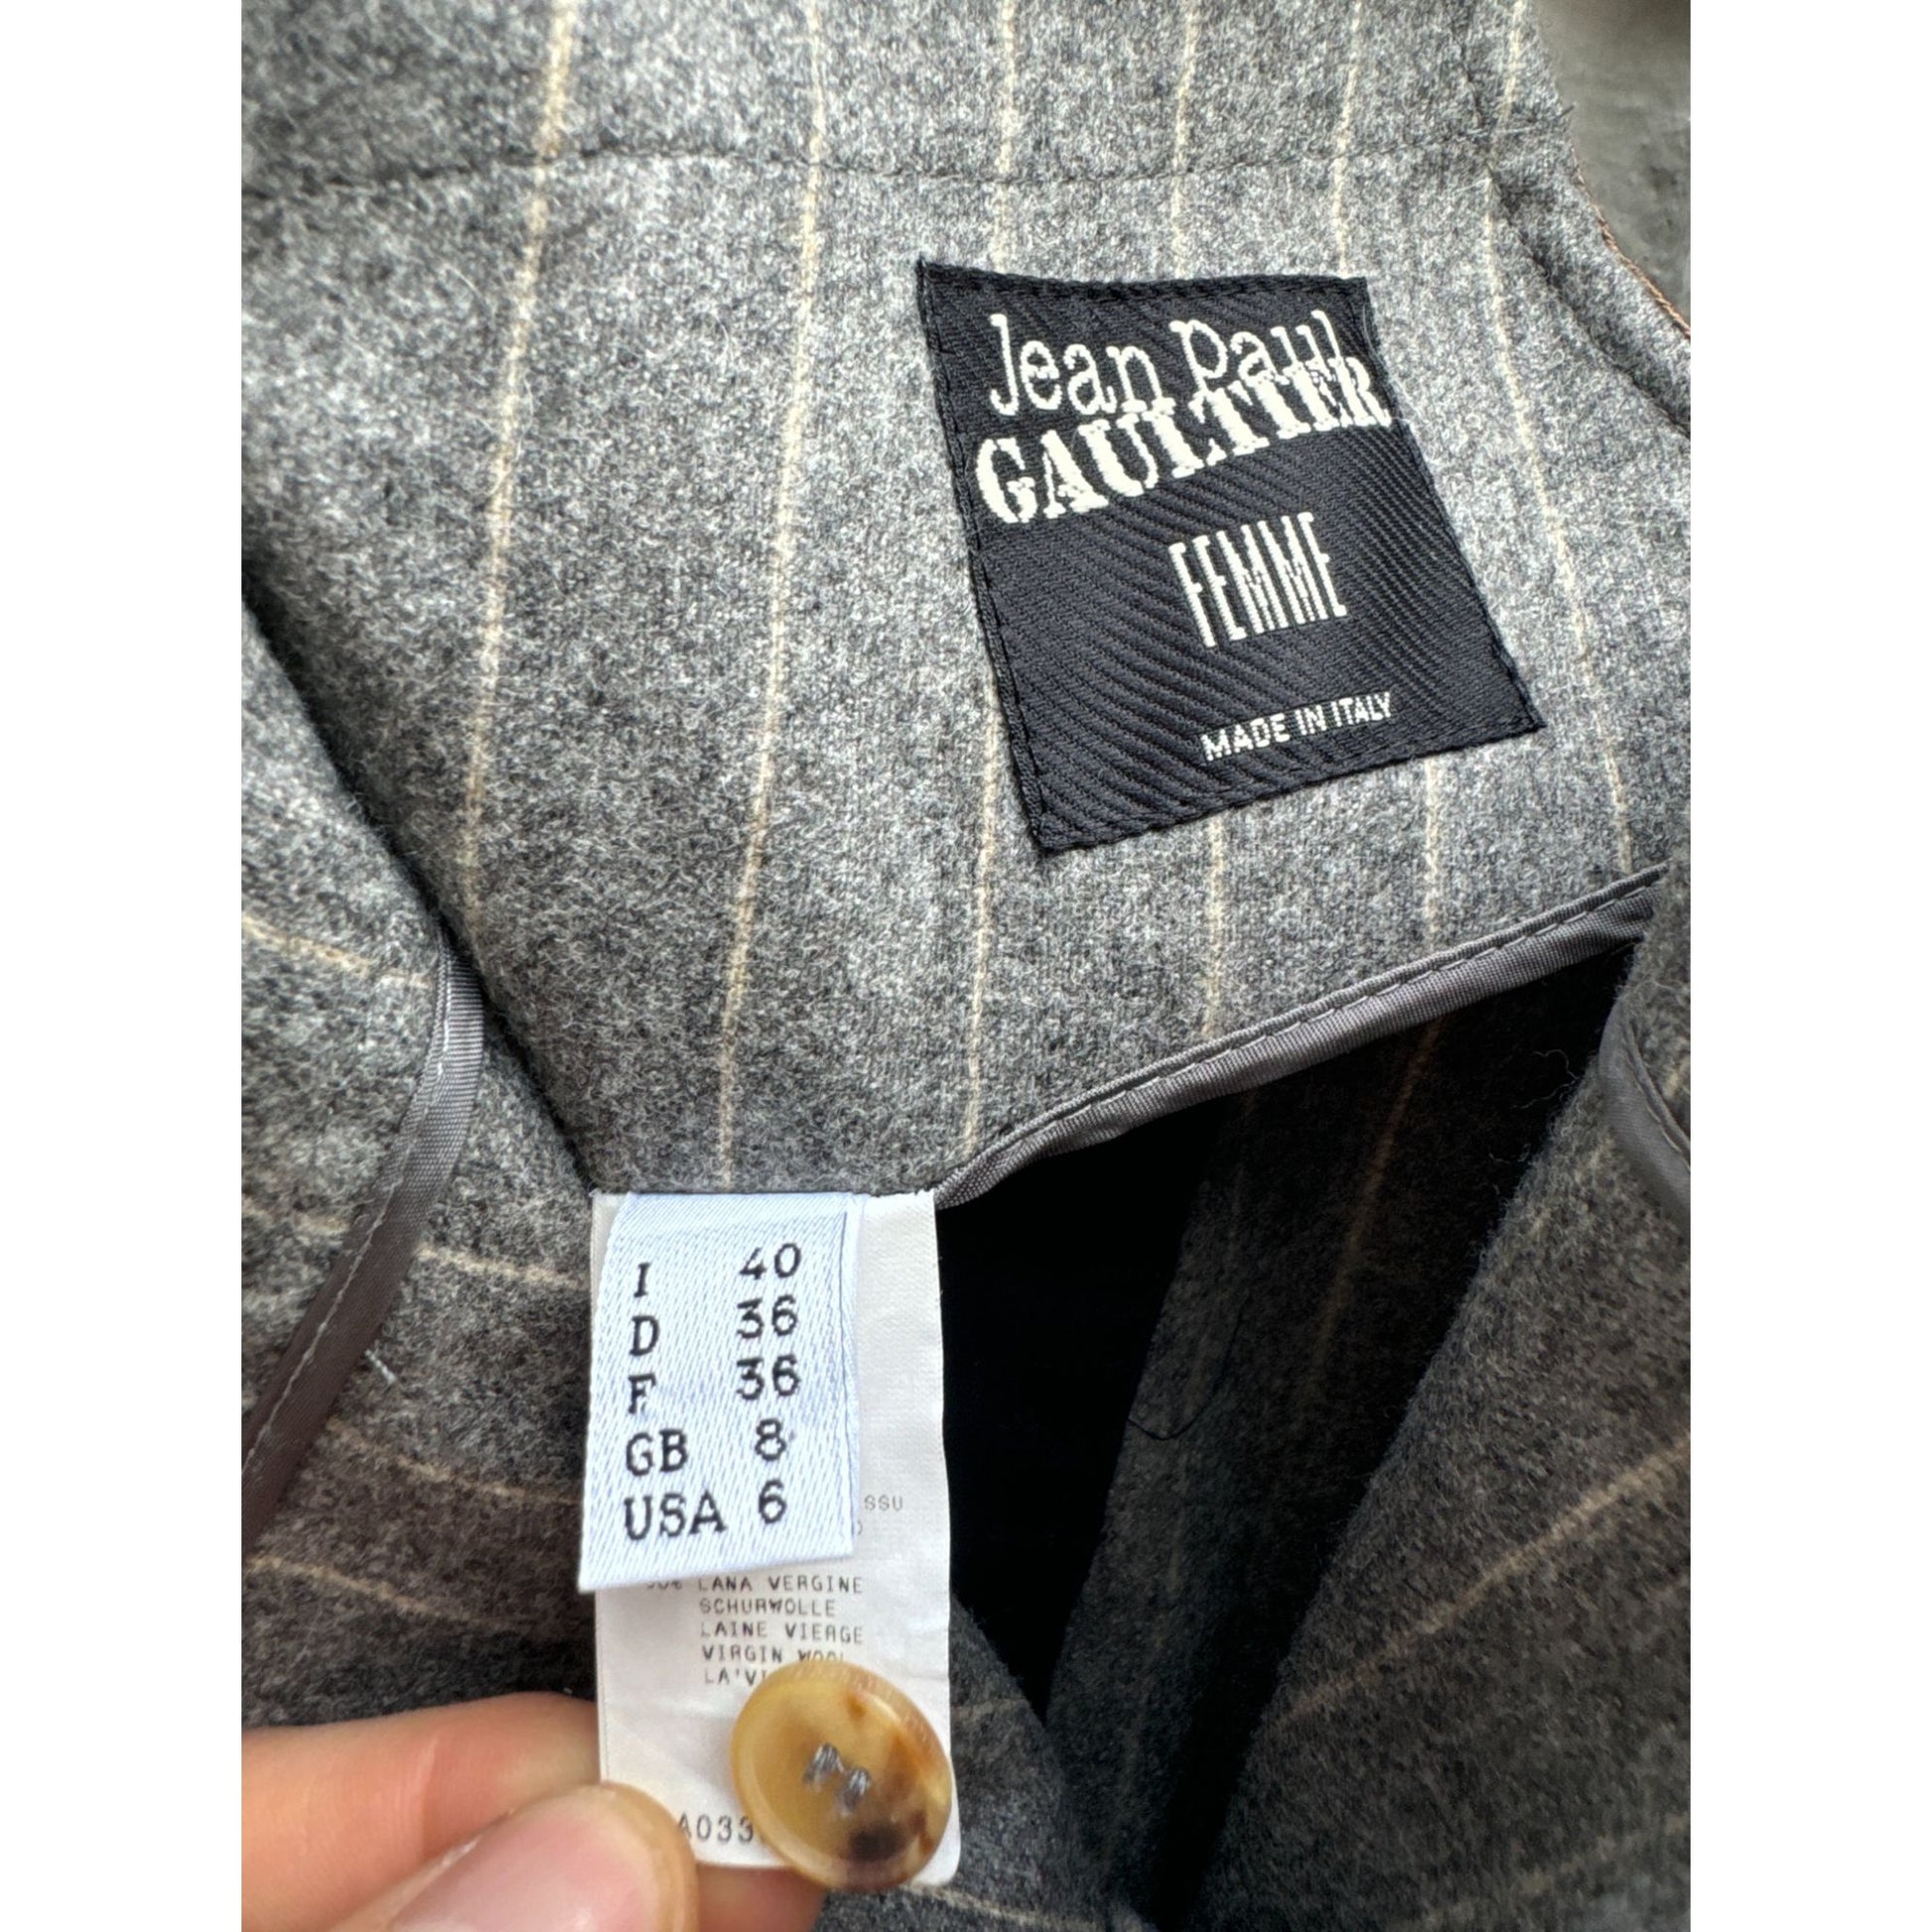 Jean Paul
GAULTIER
FEMME
MADE IN ITALY
I 40
D 36
F 36
GB 8
USA 6
LANA VERGINE
SCHURWOLLE
LAINE VIERGE
VIRGIN WOOL